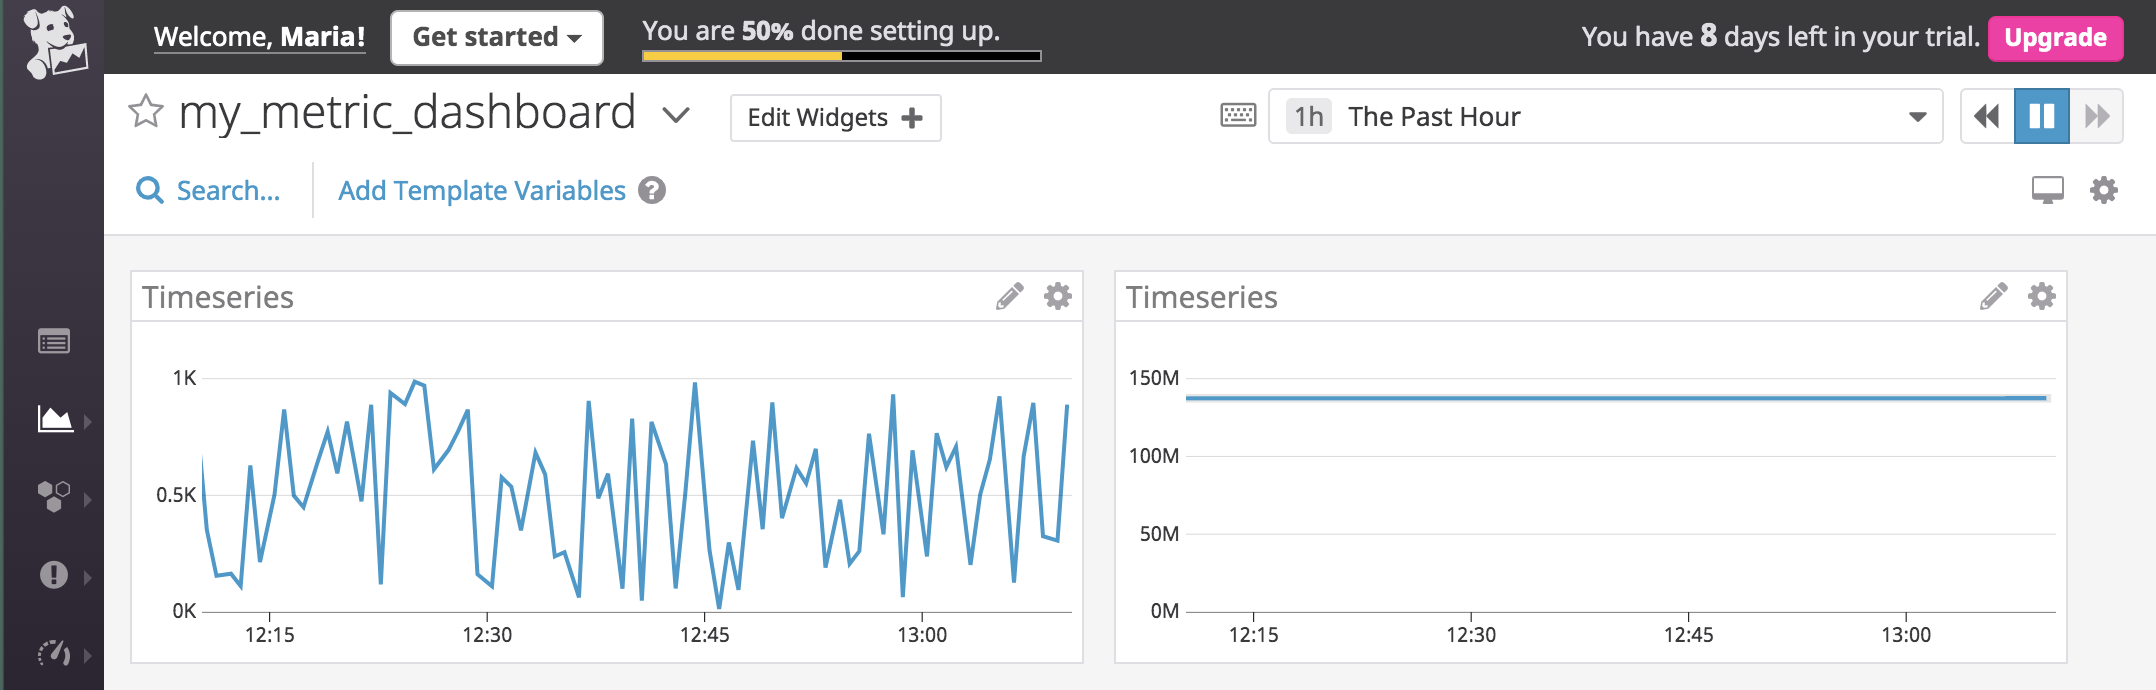 Welcome, Maria!
Get started
You are 50% done setting up.
You have 8 days left in your trial.
Upgrade
my_metric_dashboard
Edit Widgets +
1h The Past Hour
Search...
Add Template Variables ?
Timeseries
1K
0.5K
0K
12:15 12:30 12:45 13:00
Timeseries
150M
100M
50M
0M
12:15 12:30 12:45 13:00